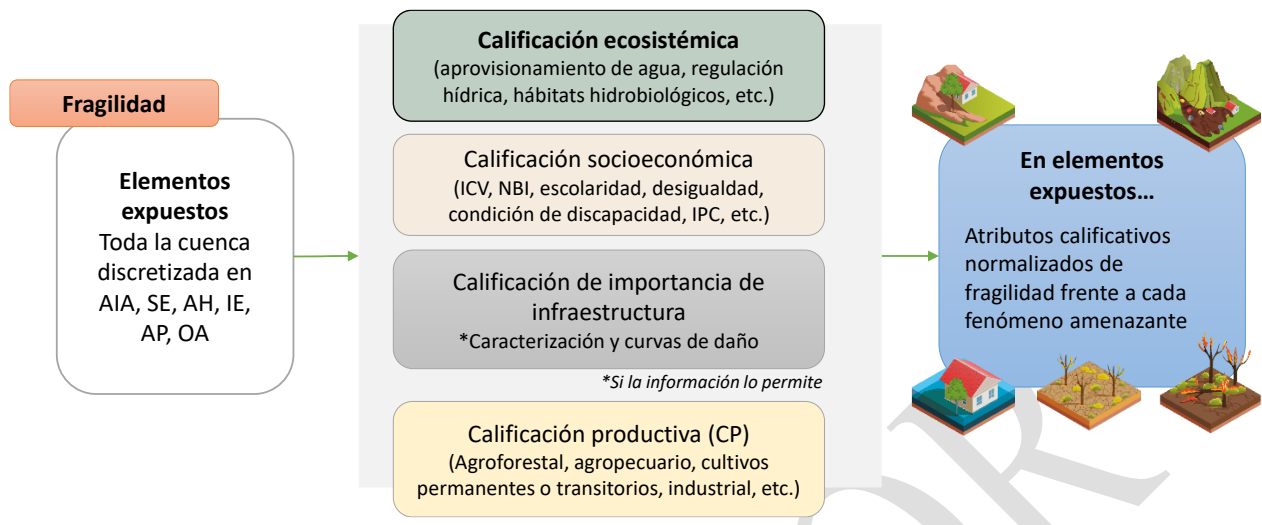 Fragilidad
Elementos
expuestos
Toda la cuenca
discretizada en
AIA, SE, AH, IE,
AP, OA
Calificación ecosistémica
(aprovisionamiento de agua, regulación
hídrica, hábitats hidrobiológicos, etc.)
Calificación socioeconómica
(ICV, NBI, escolaridad, desigualdad,
condición de discapacidad, IPC, etc.)
Calificación de importancia de
infraestructura
*Caracterización y curvas de daño
*Si la información lo permite
Calificación productiva (CP)
(Agroforestal, agropecuario, cultivos
permanentes o transitorios, industrial, etc.)
En elementos
expuestos…
Atributos calificativos
normalizados de
fragilidad frente a cada
fenómeno amenazante